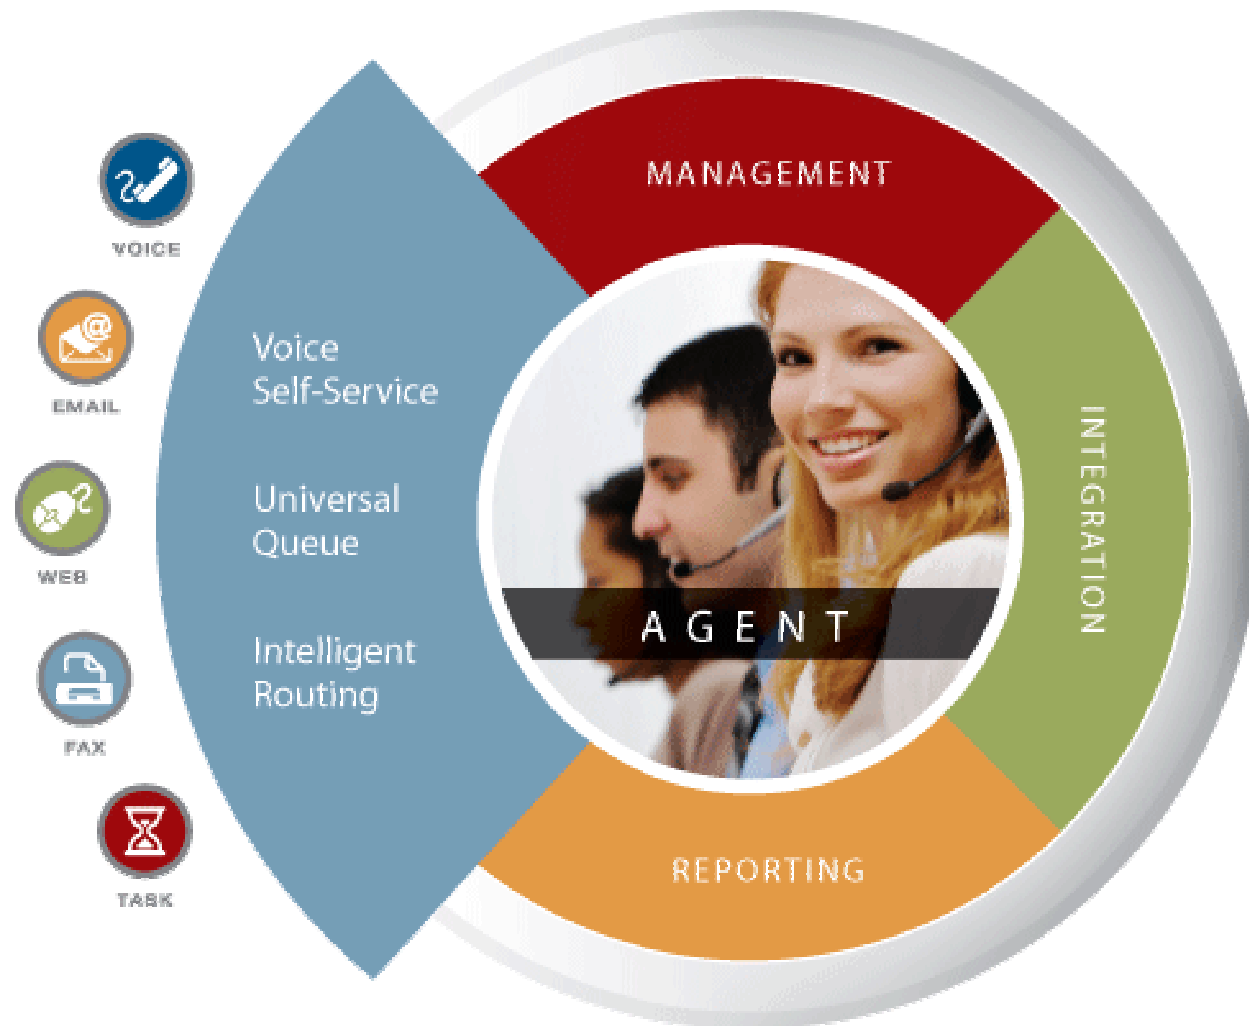 VOICE
EMAIL
WEB
FAX
TASK
Voice
Self-Service
Universal
Queue
Intelligent
Routing
MANAGEMENT
INTEGRATION
REPORTING
AGENT